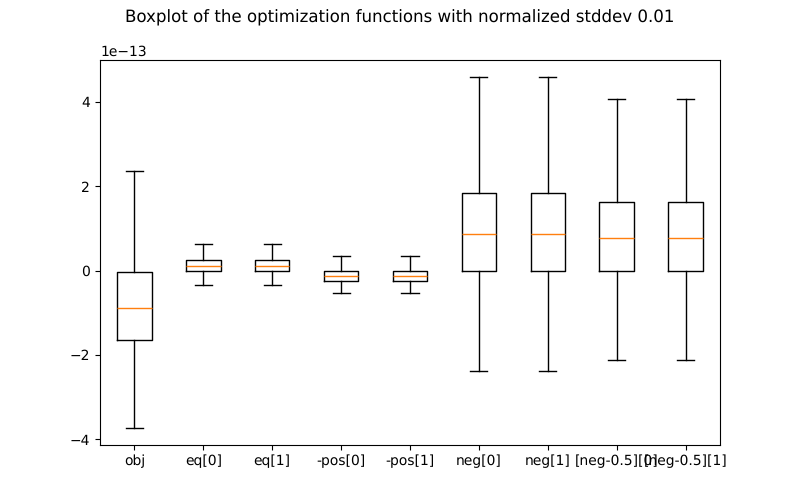 Boxplot of the optimization functions with normalized stddev 0.01
1e−13
4
2
0
−2
−4
obj eq[0] eq[1] -pos[0] -pos[1] neg[0] neg[1] [neg-0.5][0] [neg-0.5][1]